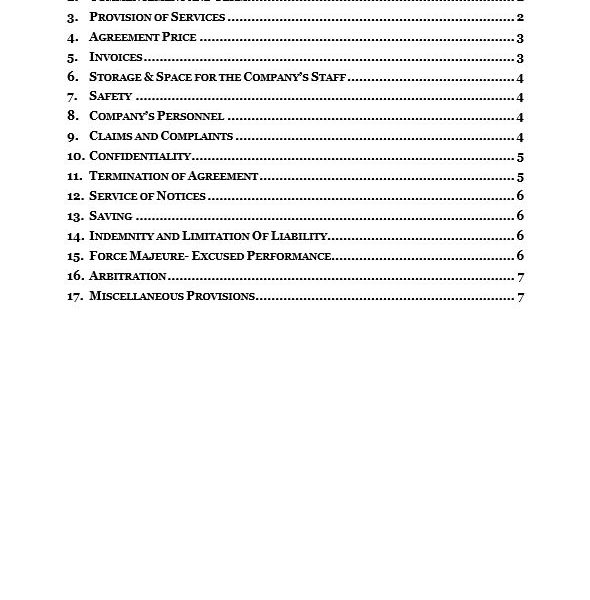 3. Provision of Services ........................................ 2
4. Agreement Price ........................................ 3
5. Invoices ........................................ 3
6. Storage & Space for the Company's Staff ........................................ 4
7. Safety ........................................ 4
8. Company's Personnel ........................................ 4
9. Claims and Complaints ........................................ 4
10. Confidentiality ........................................ 5
11. Termination of Agreement ........................................ 5
12. Service of Notices ........................................ 6
13. Saving ........................................ 6
14. Indemnity and Limitation Of Liability ........................................ 6
15. Force Majeure- Excused Performance ........................................ 6
16. Arbitration ........................................ 7
17. Miscellaneous Provisions ........................................ 7